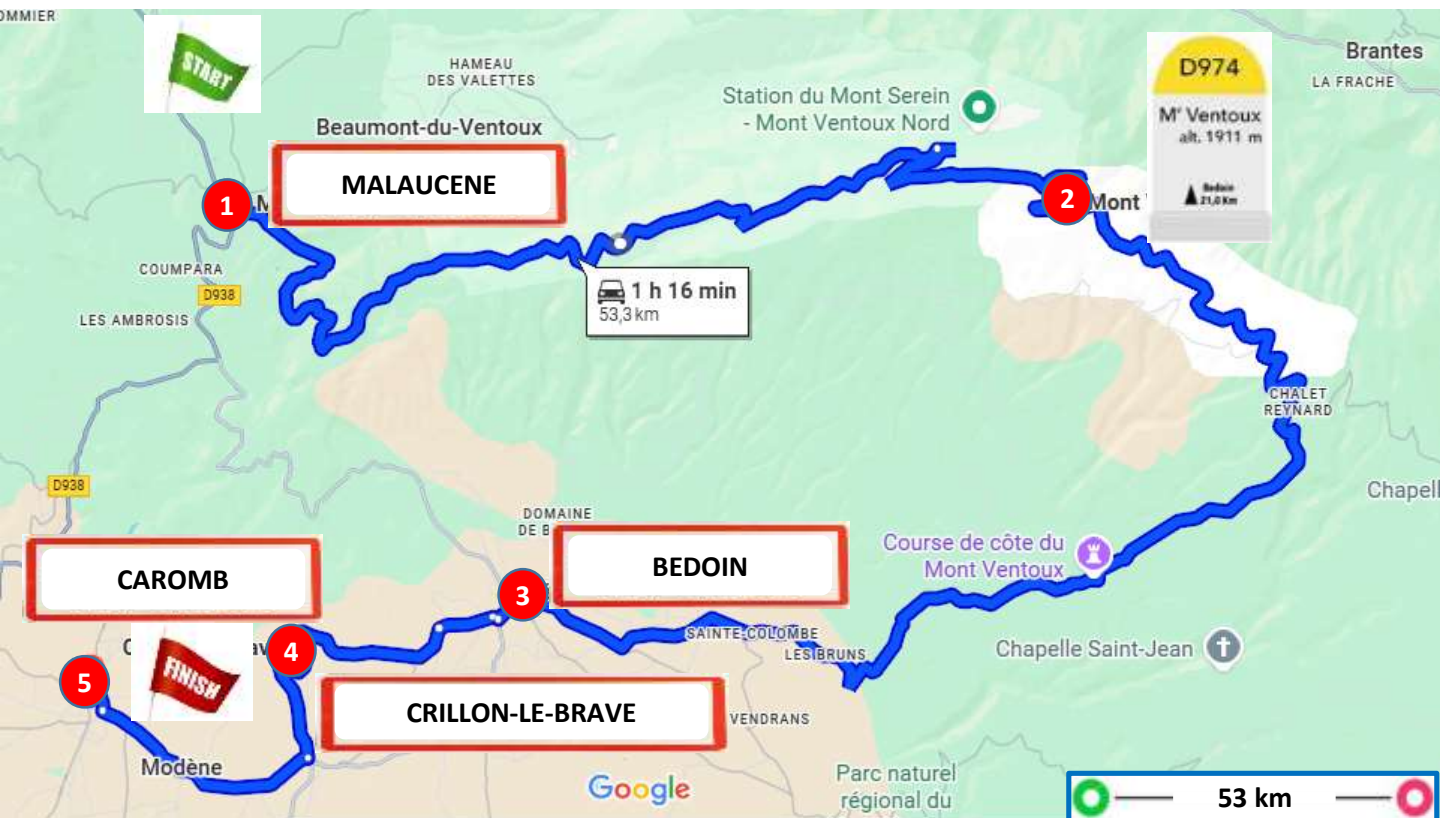 OMMIER
START
HAMEAU
DES VALETTES
Beaumont-du-Ventoux
Station du Mont Serein
- Mont Ventoux Nord
D974
Mᵗ Ventoux
alt. 1911 m
Bedoin
21,0 Km
Brantes
LA FRACHE
MALAUCENE
1
M
2
Mont
COUMPARA
D938
LES AMBROSIS
1 h 16 min
53,3 km
CHALET
REYNARD
D938
Chapell
DOMAINE
DE B
CAROMB
BEDOIN
Course de côte du
Mont Ventoux
3
SAINTE-COLOMBE
LES BRUNS
Chapelle Saint-Jean
C
av
4
5
FINISH
CRILLON-LE-BRAVE
VENDRANS
Modène
Google
Parc naturel
régional du
53 km